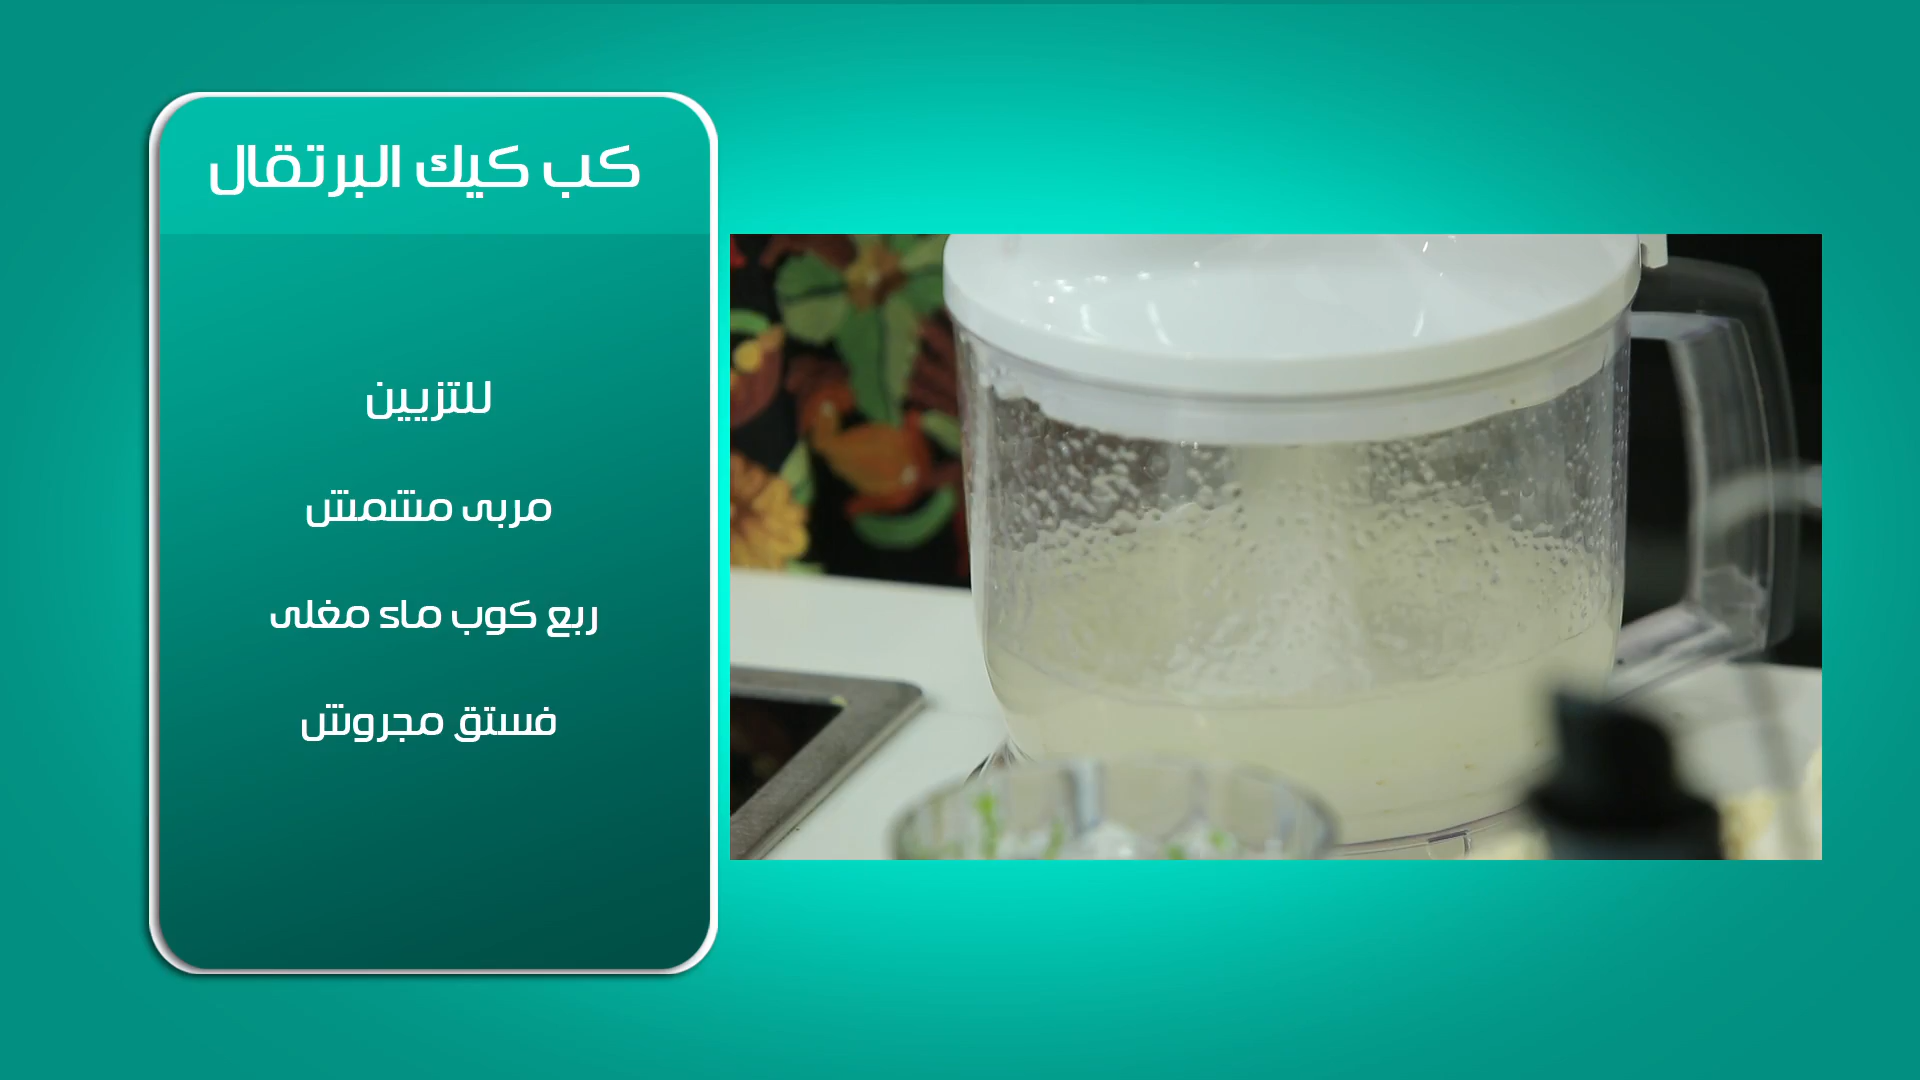 كب كيك البرتقال
للتزيين
مربى مشمش
ربع كوب ماء مغلى
فستق مجروش